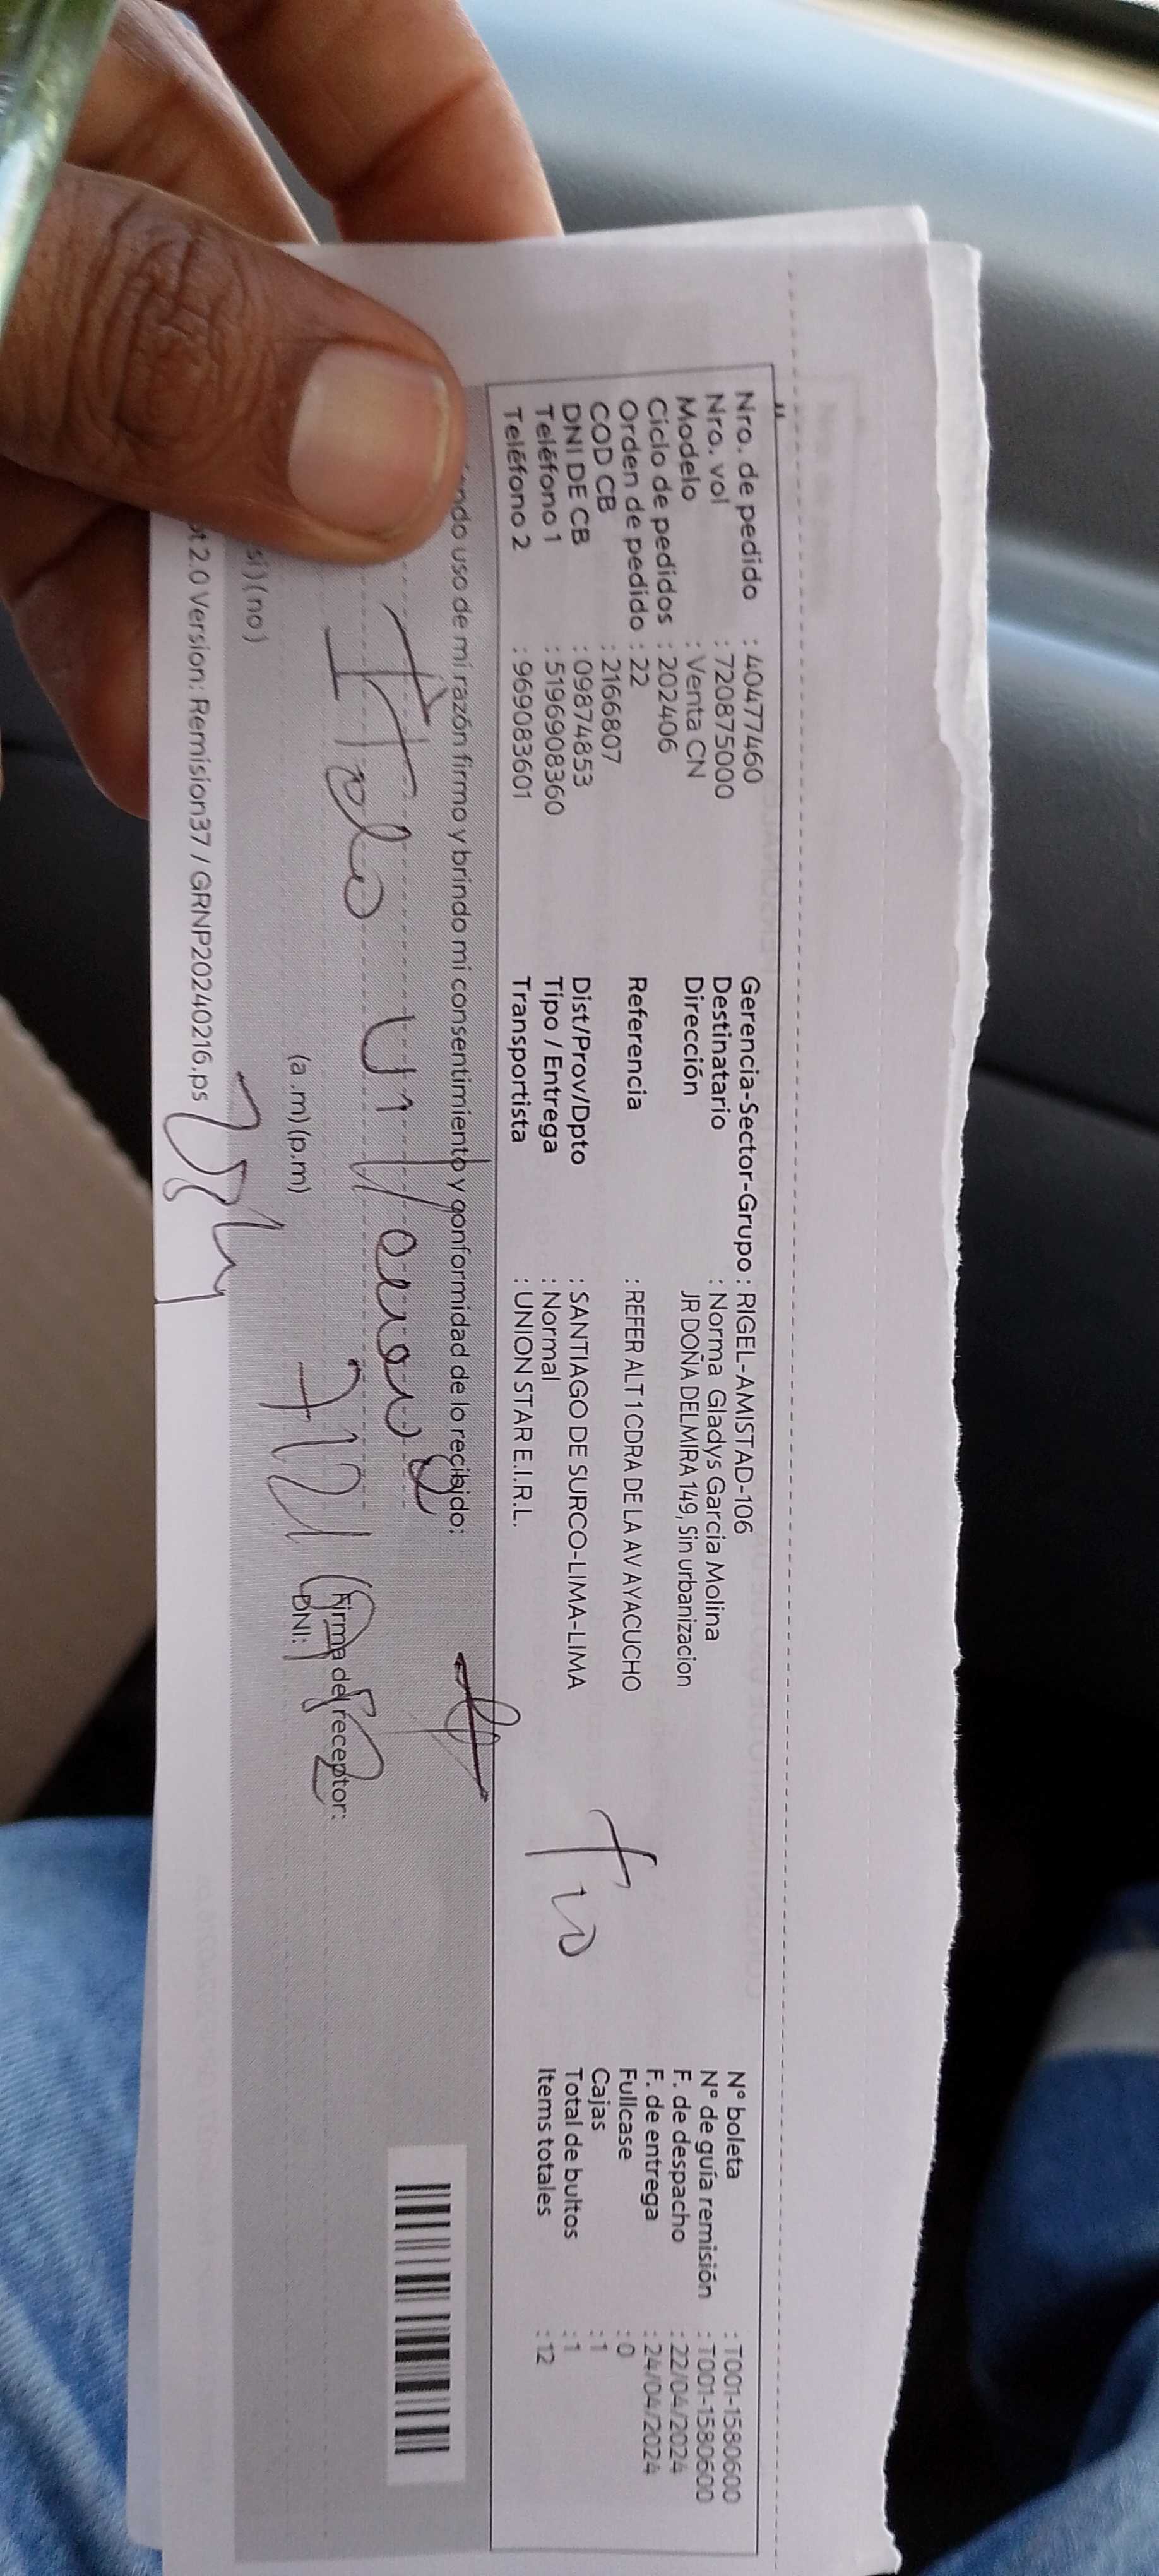 Nro. de pedido : 40477460
Nro. vol : 720875000
Modelo : Venta CN
Ciclo de pedidos : 202406
Orden de pedido : 22
COD CB : 2166807
DNI DE CB : 09874853
Teléfono 1 : 5196908360
Teléfono 2 : 969083601
Gerencia-Sector-Grupo : RIGEL-AMISTAD-106
Destinatario : Norma Gladys Garcia Molina
Dirección JR DOÑA DELMIRA 149, Sin urbanizacion
Referencia : REFER ALT 1 CDRA DE LA AV AYACUCHO
Dist/Prov/Dpto : SANTIAGO DE SURCO-LIMA-LIMA
Tipo / Entrega : Normal
Transportista : UNION STAR E.I.R.L.
N° boleta : T001-1580600
N° de guía remisión : T001-1580600
F. de despacho : 22/04/2024
F. de entrega : 24/04/2024
Fullcase : 0
Cajas : 1
Total de bultos : 1
Items totales : 12
uso de mi razón firmo y brindo mi consentimiento y conformidad de lo recibido:
Firma del receptor:
DNI:
(a.m) (p.m)
(no)
2.0 Version: Remision37 / GRNP20240216.ps